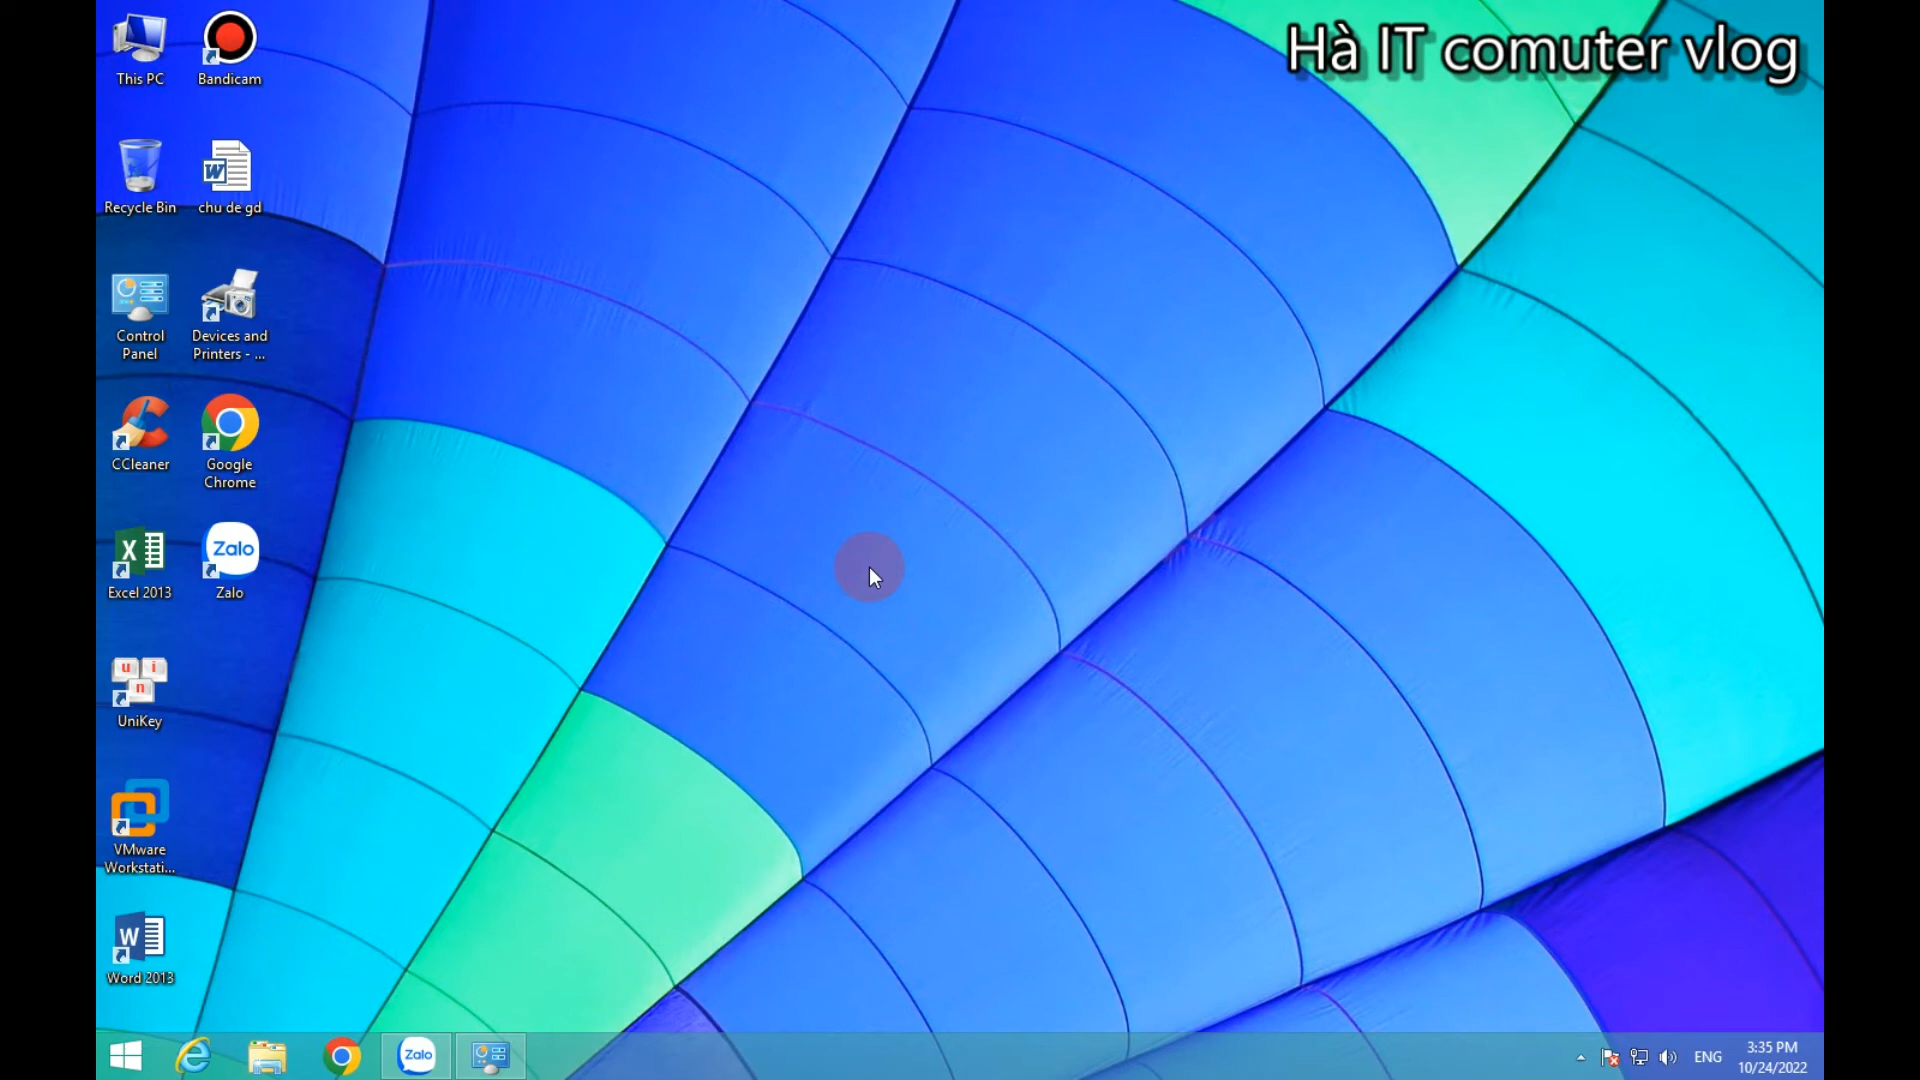 Hà IT comuter vlog
This PC
Bandicam
Recycle Bin
chu de gd
Control
Panel
Devices and
Printers - ...
CCleaner
Google
Chrome
Excel 2013
Zalo
Zalo
UniKey
VMware
Workstati...
Word 2013
Zalo
ENG
3:35 PM
10/24/2022